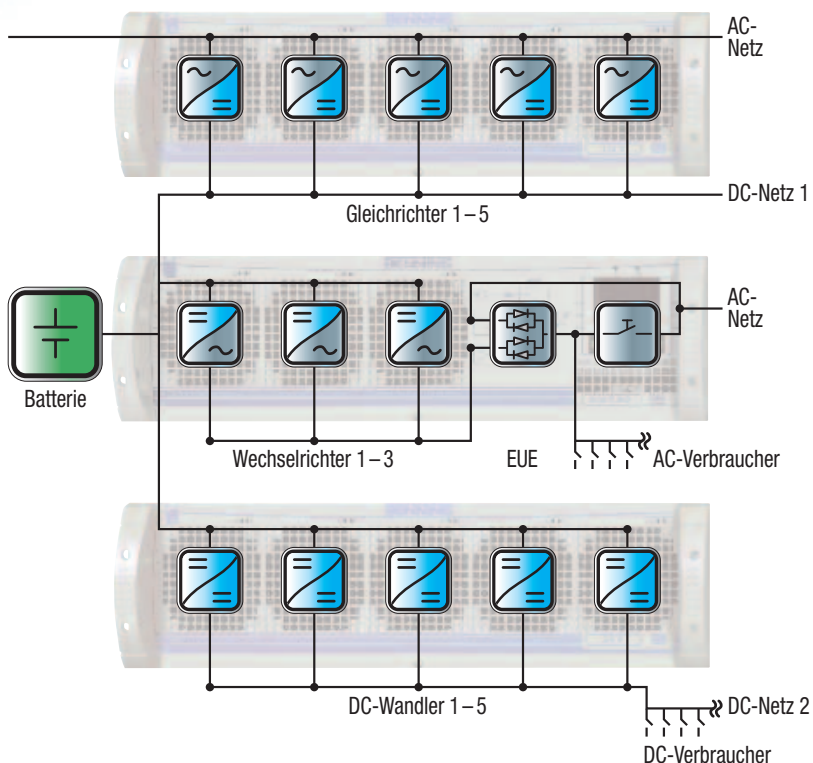 AC-
Netz
DC-Netz 1
Gleichrichter 1–5
AC-
Netz
Batterie
Wechselrichter 1–3
EUE
AC-Verbraucher
DC-Wandler 1–5
DC-Netz 2
DC-Verbraucher